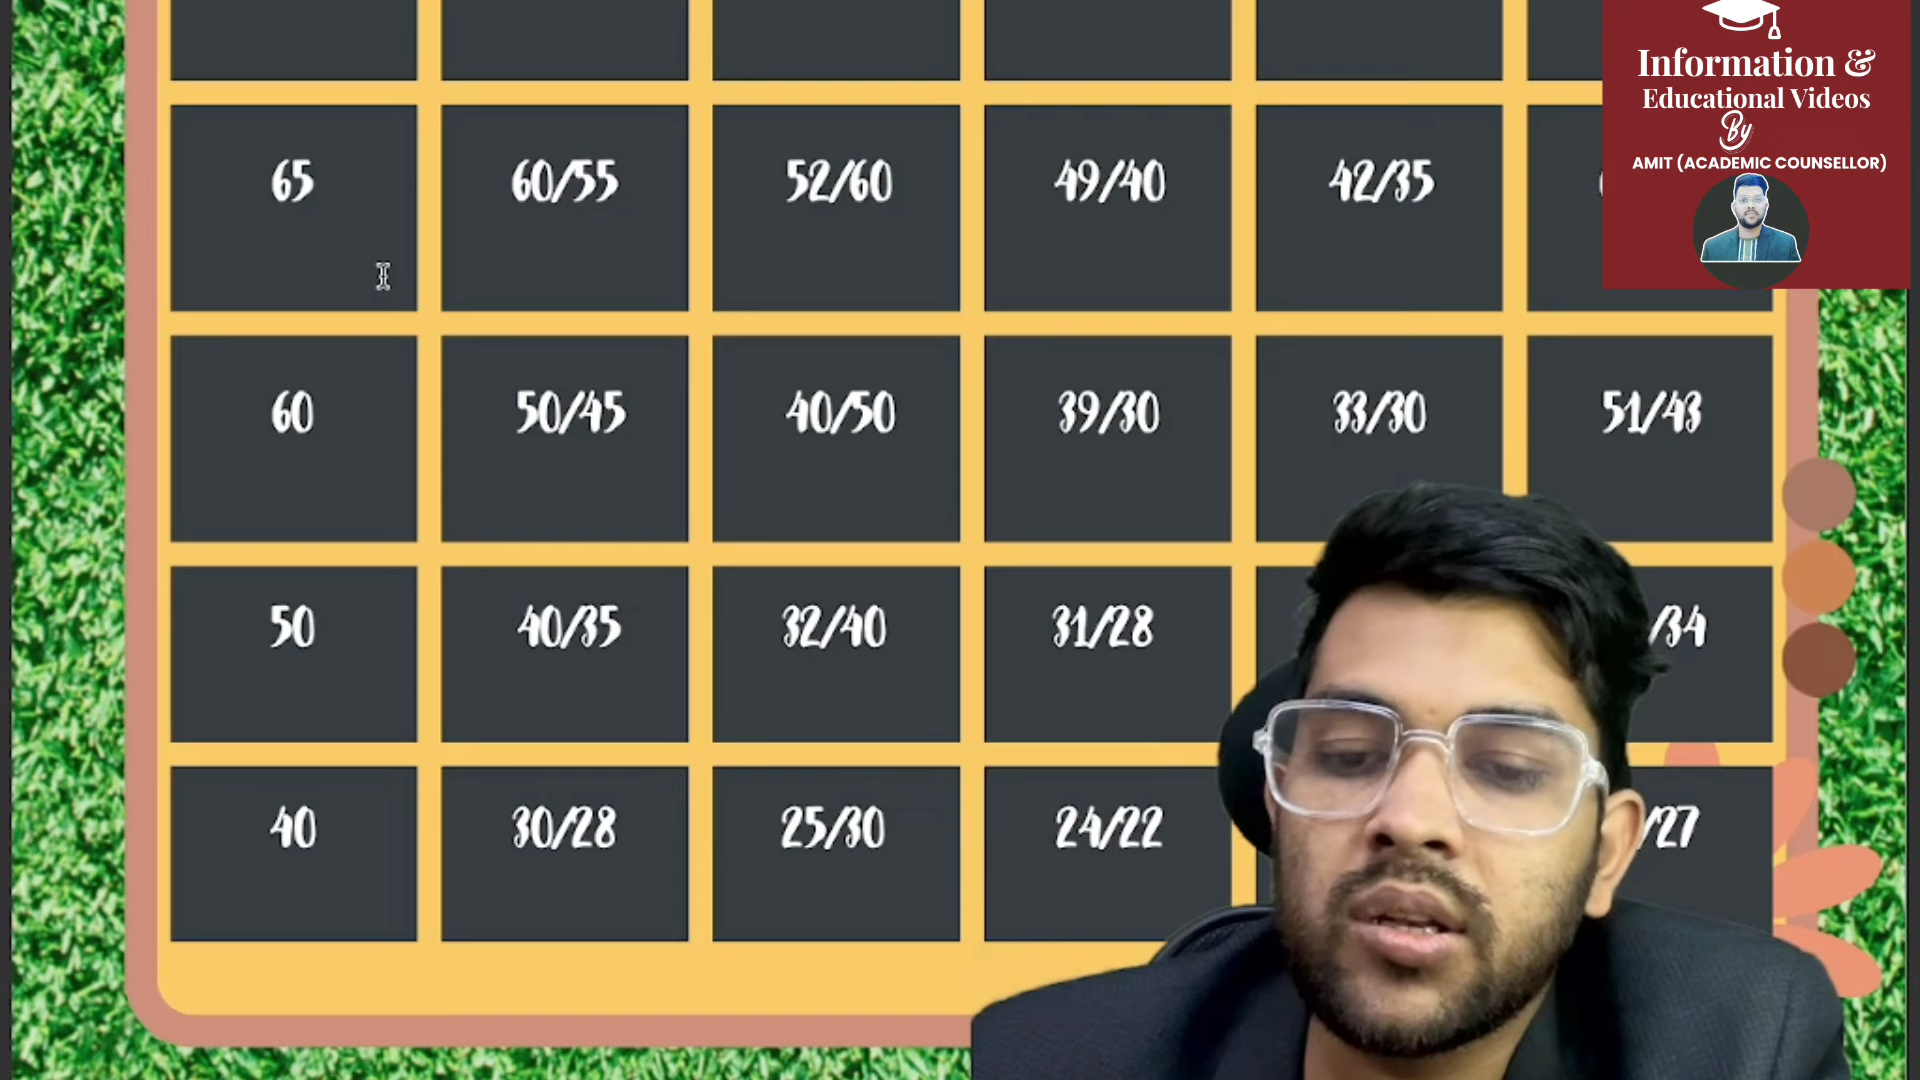 Information &
Educational Videos
By
AMIT (ACADEMIC COUNSELLOR)
65 60/55 52/60 49/40 42/35
60 50/45 40/50 39/30 33/30 51/43
50 40/35 32/40 31/28 /34
40 30/28 25/30 24/22 /27